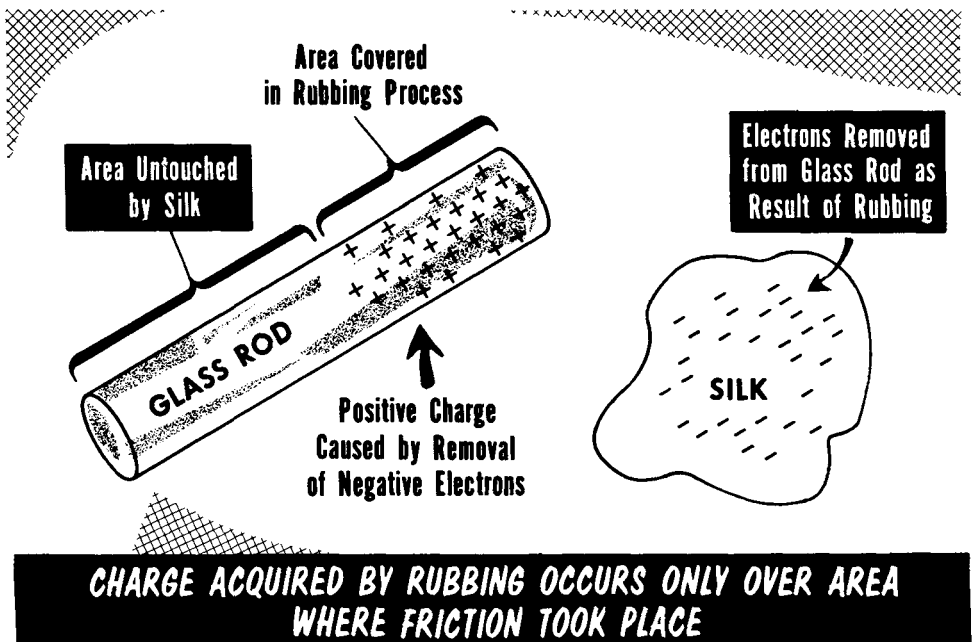 Area Covered
in Rubbing Process
Area Untouched
by Silk
Electrons Removed
from Glass Rod as
Result of Rubbing
GLASS ROD
SILK
Positive Charge
Caused by Removal
of Negative Electrons
CHARGE ACQUIRED BY RUBBING OCCURS ONLY OVER AREA
WHERE FRICTION TOOK PLACE